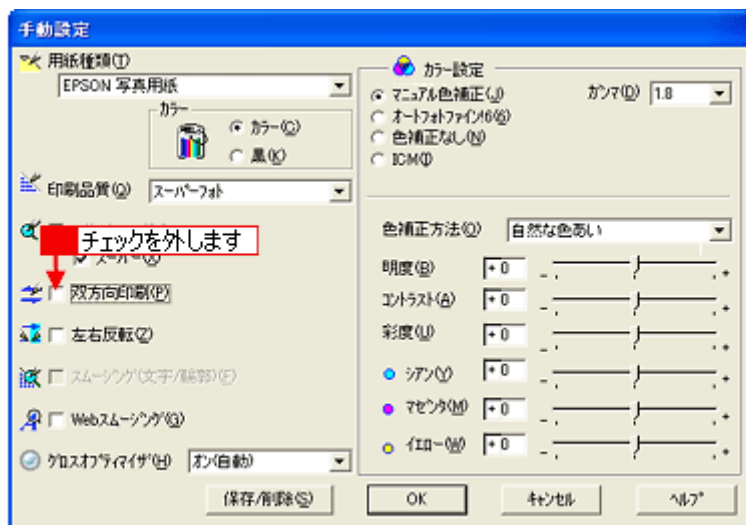 手動設定
用紙種類(T)
EPSON 写真用紙
カラー
カラー(C)
黒(K)
印刷品質(Q)
スーパーフォト
チェックを外します
スーパー(X)
双方向印刷(P)
左右反転(Z)
スムージング(文字/輪郭)(F)
Webスムージング(G)
グロスオプティマイザ(H) オン(自動)
保存/削除(S)
カラー設定
マニュアル色補正(J)
ガンマ(D) 1.8
オートフォトファイン!6(6)
色補正なし(N)
ICM(I)
色補正方法(O) 自然な色あい
明度(B) +0 - +
コントラスト(A) +0 - +
彩度(U) +0 - +
シアン(Y) +0 - +
マゼンタ(M) +0 - +
イエロー(W) +0 - +
OK
キャンセル
ヘルプ